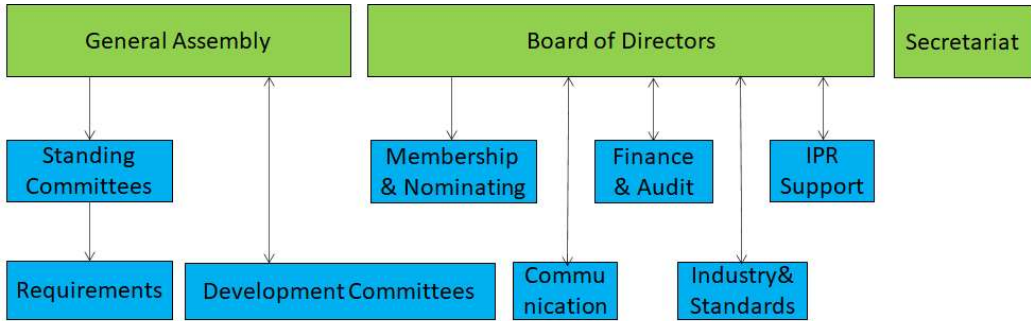 General Assembly
Board of Directors
Secretariat
Standing
Committees
Membership
& Nominating
Finance
& Audit
IPR
Support
Requirements
Development Committees
Commu
nication
Industry&
Standards